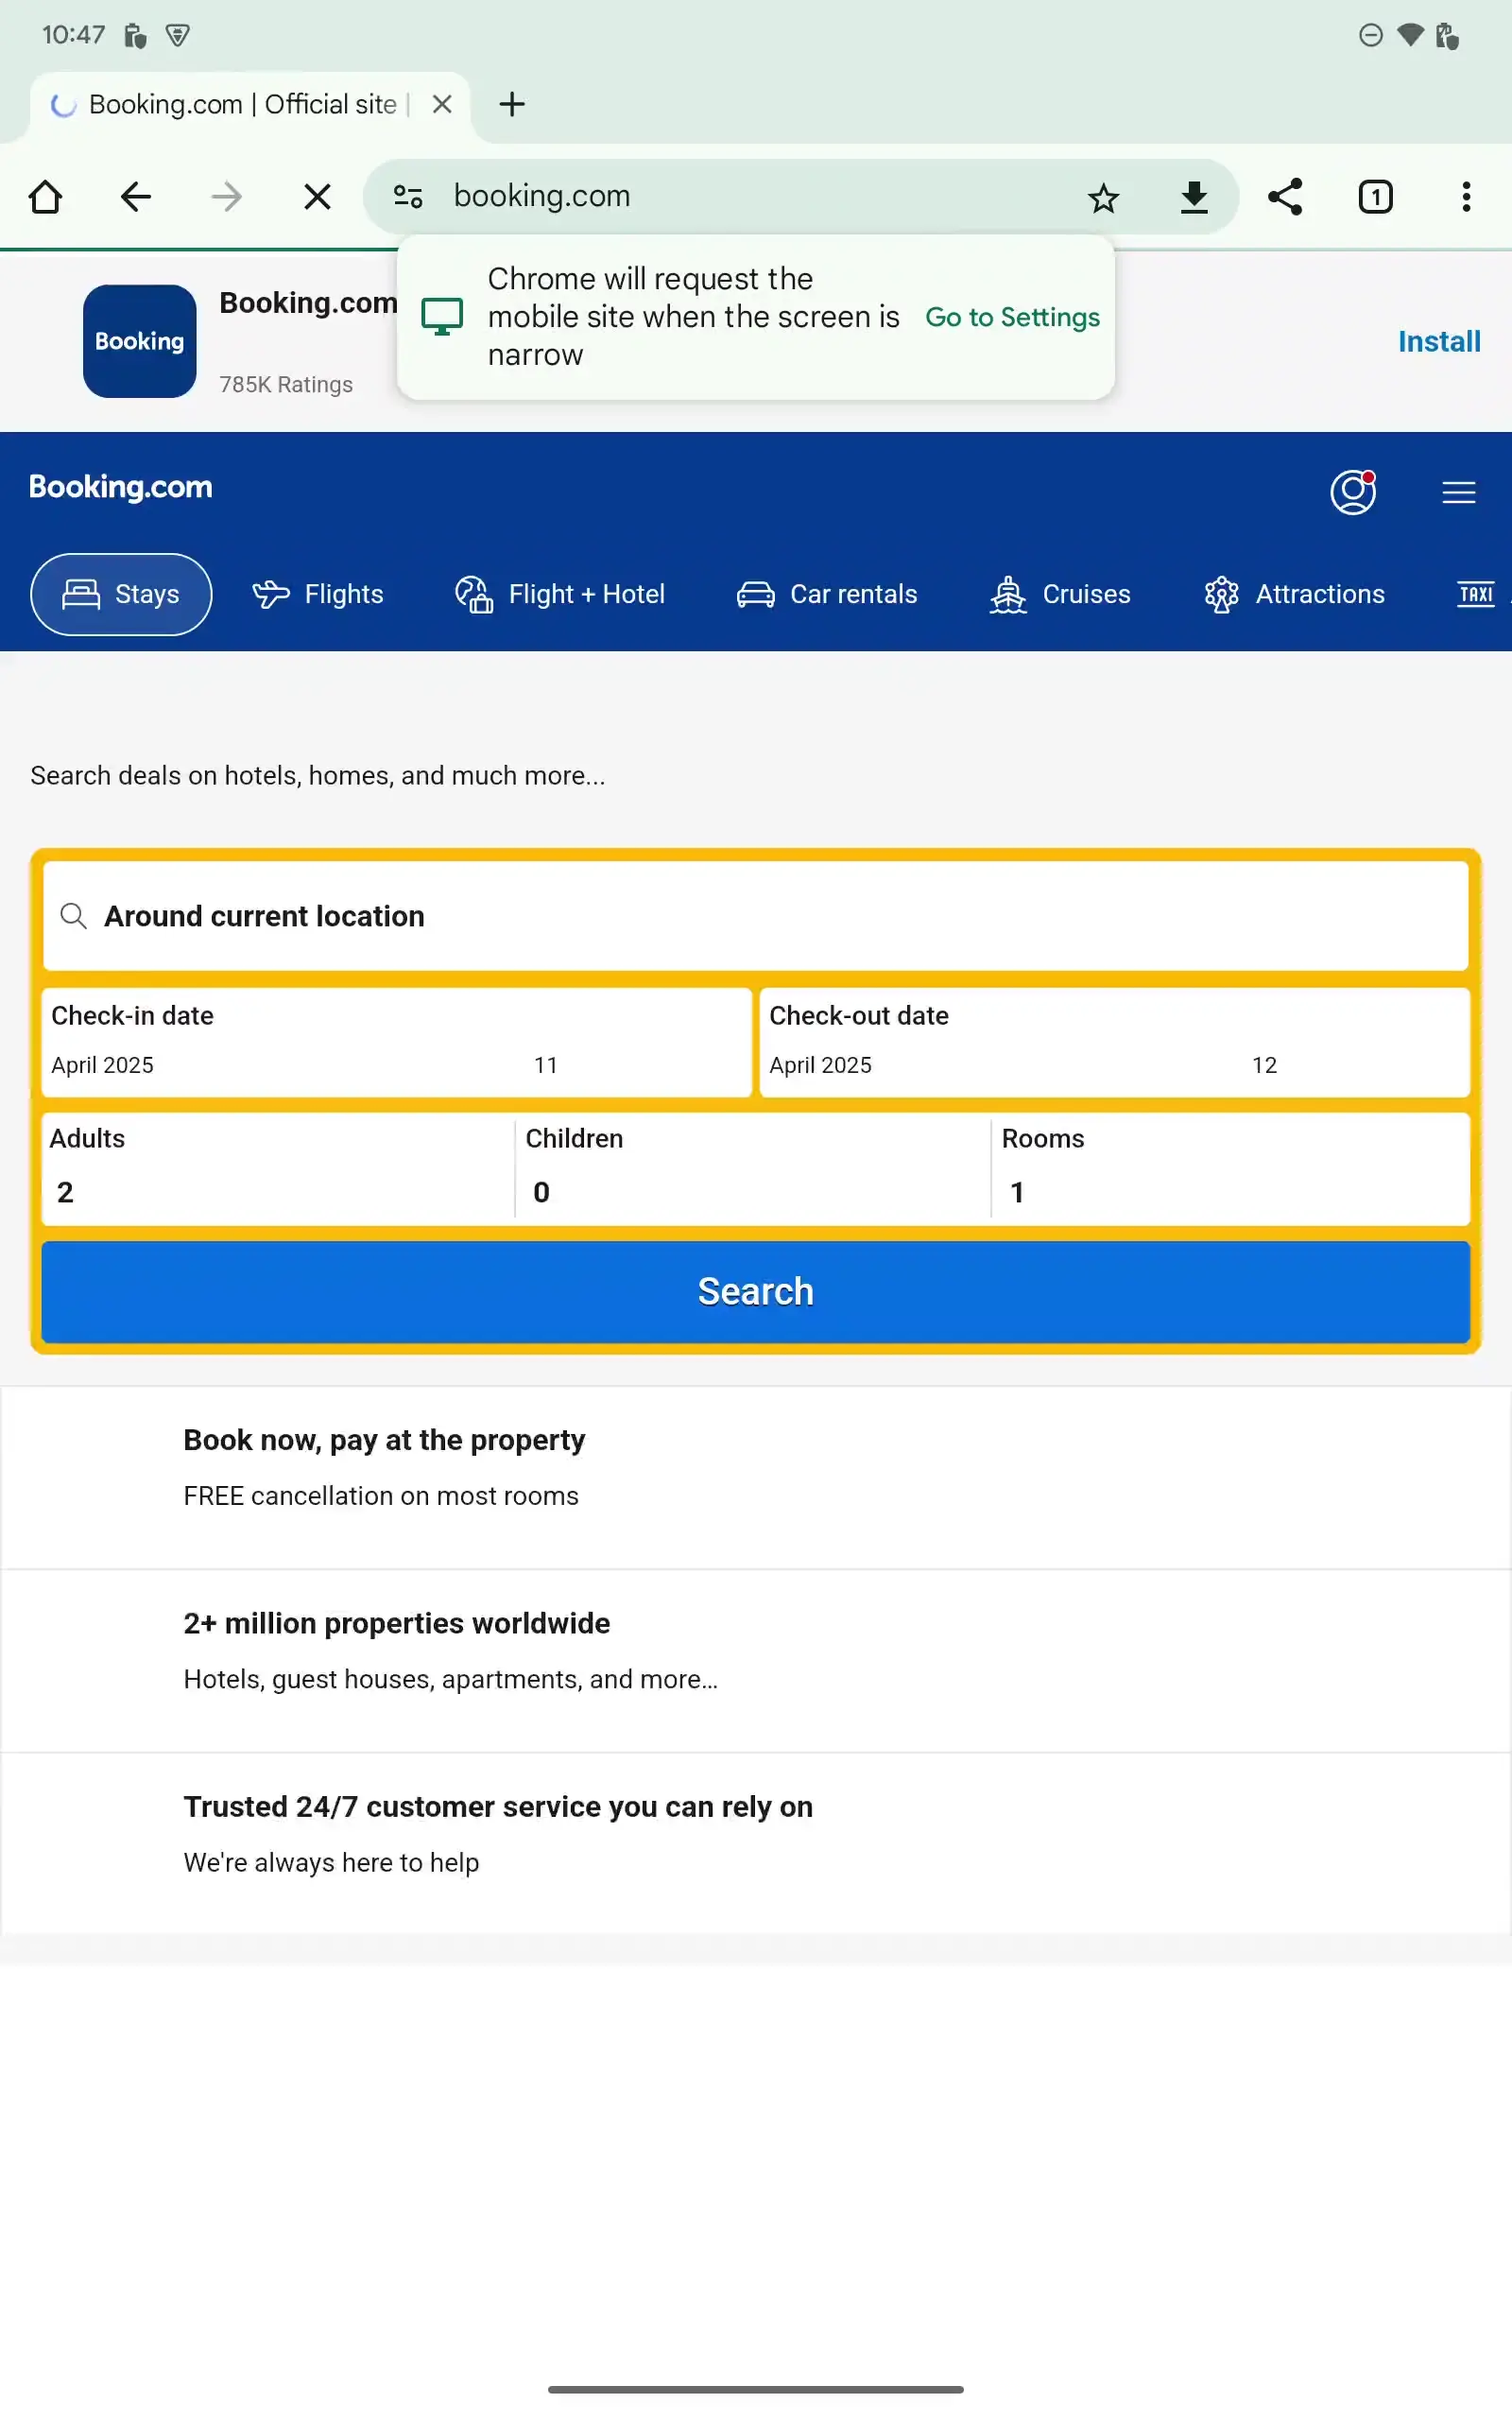 10:47
Booking.com | Official site |
booking.com
1
Chrome will request the
mobile site when the screen is
narrow
Go to Settings
Booking
Booking.com
785K Ratings
Install
Booking.com
Stays
Flights
Flight + Hotel
Car rentals
Cruises
Attractions
TAXI
Search deals on hotels, homes, and much more...
Around current location
Check-in date
April 2025
11
Check-out date
April 2025
12
Adults
2
Children
0
Rooms
1
Search
Book now, pay at the property
FREE cancellation on most rooms
2+ million properties worldwide
Hotels, guest houses, apartments, and more…
Trusted 24/7 customer service you can rely on
We're always here to help